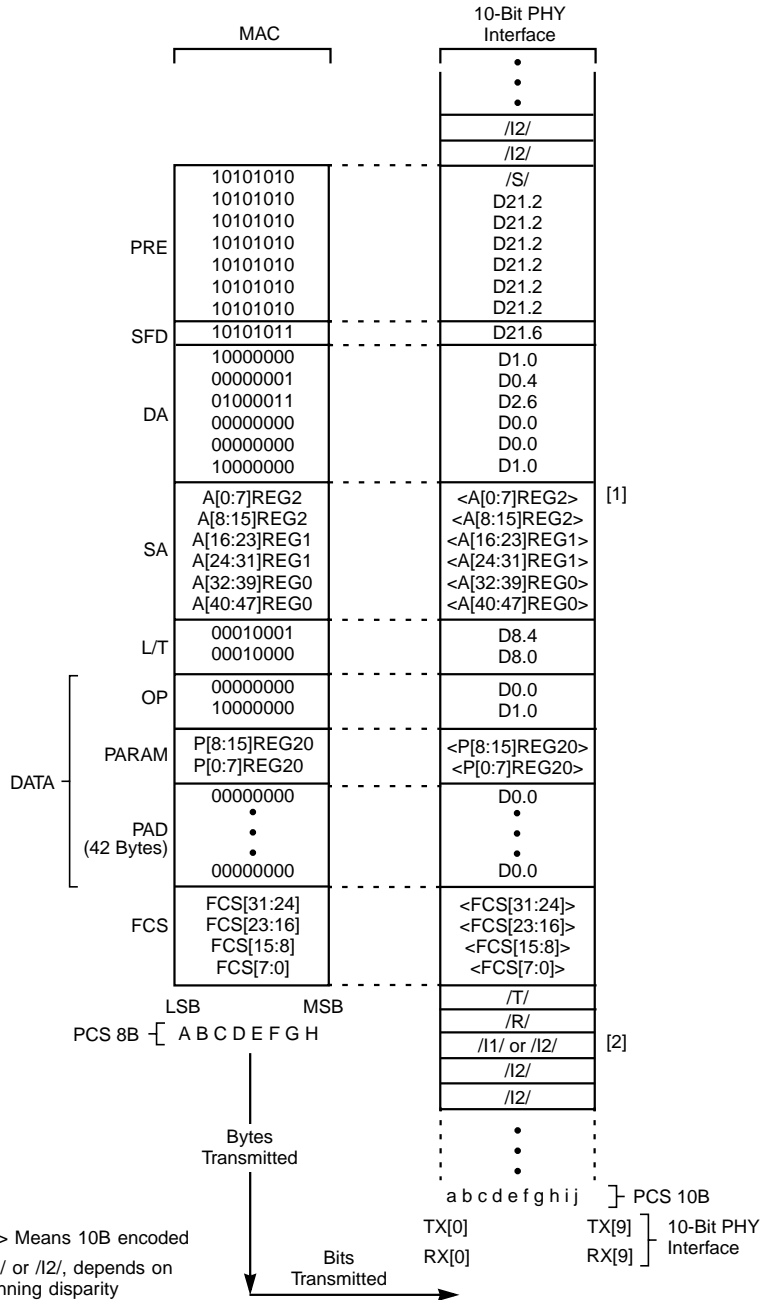 MAC
10-Bit PHY
Interface
/I2/
/I2/
PRE
10101010 /S/
10101010 D21.2
10101010 D21.2
10101010 D21.2
10101010 D21.2
10101010 D21.2
10101010 D21.2
SFD 10101011 D21.6
DA
10000000 D1.0
00000001 D0.4
01000011 D2.6
00000000 D0.0
00000000 D0.0
10000000 D1.0
SA
A[0:7]REG2 <A[0:7]REG2> [1]
A[8:15]REG2 <A[8:15]REG2>
A[16:23]REG1 <A[16:23]REG1>
A[24:31]REG1 <A[24:31]REG1>
A[32:39]REG0 <A[32:39]REG0>
A[40:47]REG0 <A[40:47]REG0>
L/T
00010001 D8.4
00010000 D8.0
DATA
OP
00000000 D0.0
10000000 D1.0
PARAM
P[8:15]REG20 <P[8:15]REG20>
P[0:7]REG20 <P[0:7]REG20>
PAD
(42 Bytes)
00000000 D0.0
00000000 D0.0
FCS
FCS[31:24] <FCS[31:24]>
FCS[23:16] <FCS[23:16]>
FCS[15:8] <FCS[15:8]>
FCS[7:0] <FCS[7:0]>
/T/
/R/
/I1/ or /I2/ [2]
/I2/
/I2/
LSB MSB
PCS 8B A B C D E F G H
Bytes
Transmitted
a b c d e f g h i j PCS 10B
TX[0] TX[9]
RX[0] RX[9]
10-Bit PHY
Interface
Bits
Transmitted
> Means 10B encoded
/ or /I2/, depends on
disparity